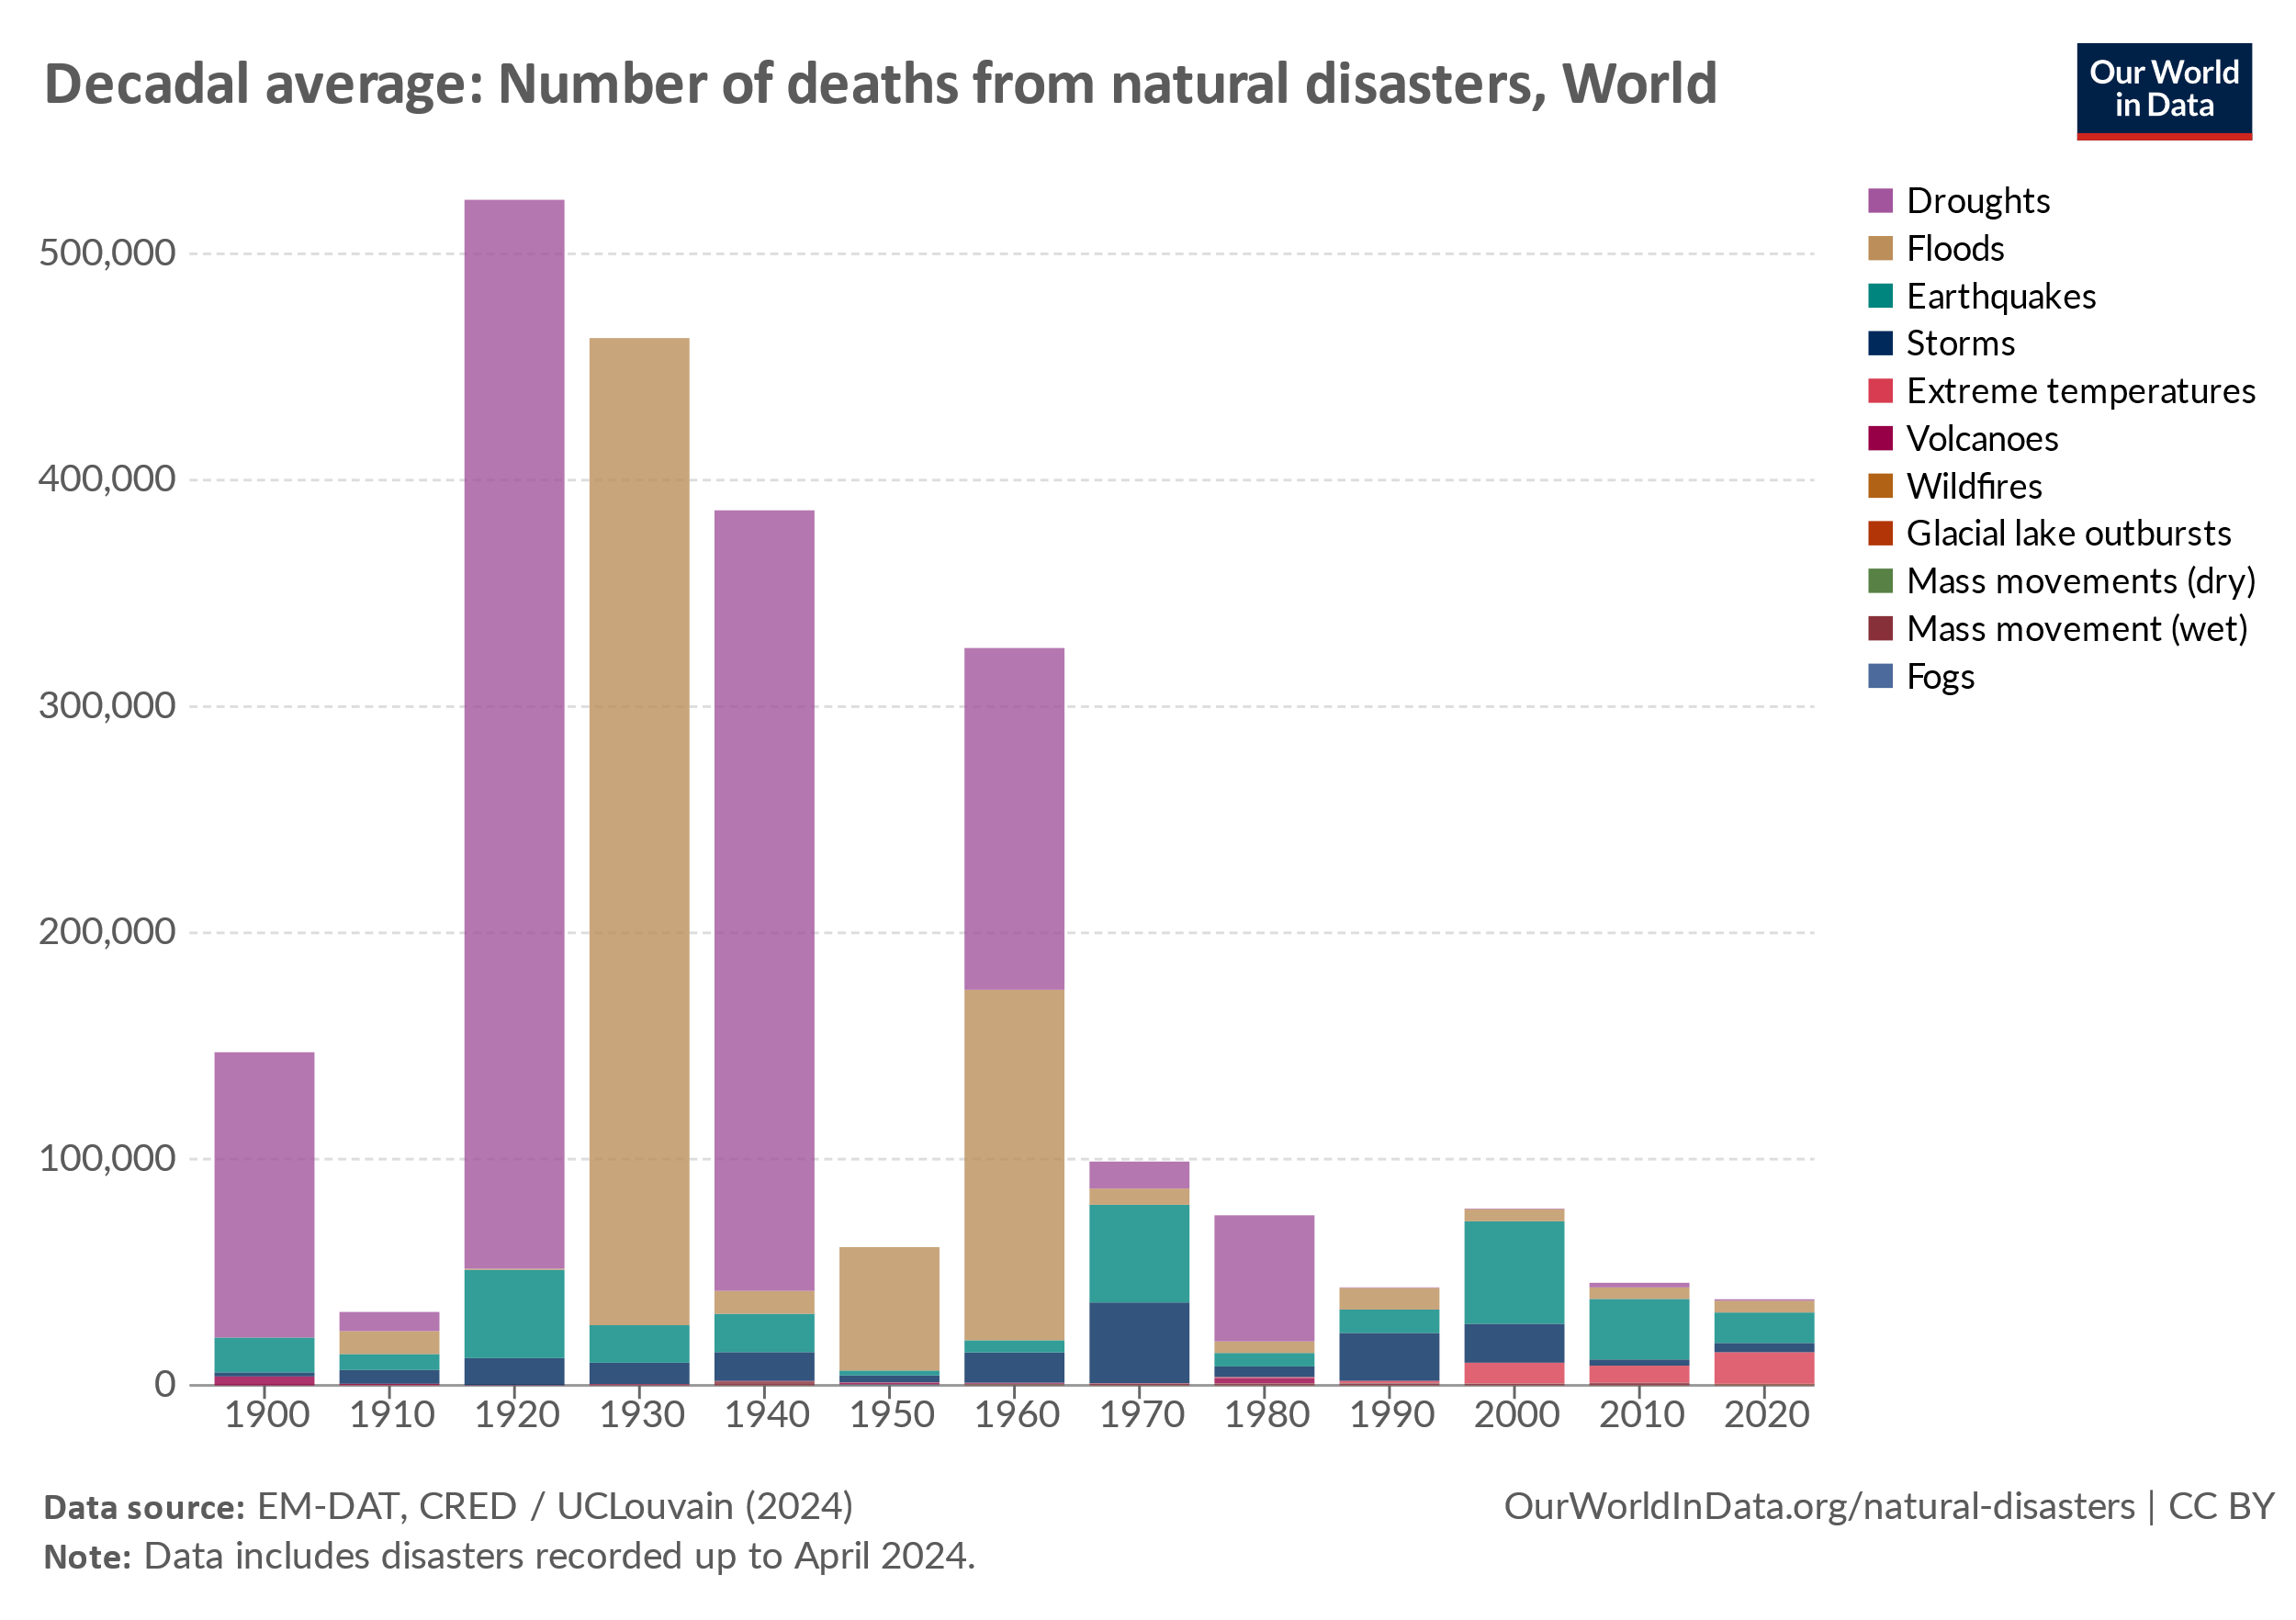 Decadal average: Number of deaths from natural disasters, World
Our World
in Data
Droughts
Floods
Earthquakes
Storms
Extreme temperatures
Volcanoes
Wildfires
Glacial lake outbursts
Mass movements (dry)
Mass movement (wet)
Fogs
500,000
400,000
300,000
200,000
100,000
0
1900 1910 1920 1930 1940 1950 1960 1970 1980 1990 2000 2010 2020
Data source: EM-DAT, CRED / UCLouvain (2024)
OurWorldInData.org/natural-disasters | CC BY
Note: Data includes disasters recorded up to April 2024.